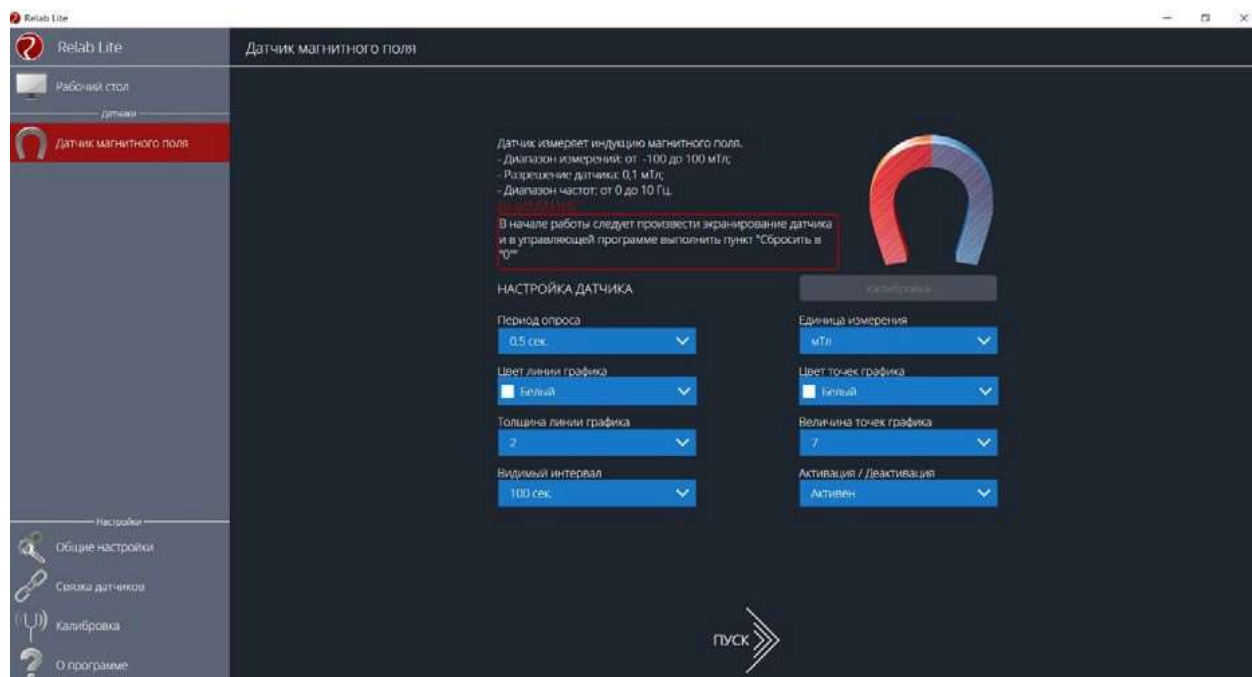 Relab Lite
Relab Lite
Датчик магнитного поля
Рабочий стол
Датчики
Датчик магнитного поля
Датчик измеряет индукцию магнитного поля.
- Диапазон измерений: от -100 до 100 мТл;
- Разрешение датчика: 0,1 мТл;
- Диапазон частот: от 0 до 10 Гц.
В начале работы следует произвести экранирование датчика
и в управляющей программе выполнить пункт "Сбросить в
"0""
НАСТРОЙКА ДАТЧИКА
Калибровка
Период опроса
Единица измерения
0.5 сек.
мТл
Цвет линии графика
Цвет точек графика
Белый
Белый
Толщина линии графика
Величина точек графика
2
7
Видимый интервал
Активация / Деактивация
100 сек.
Активен
Настройки
Общие настройки
Связка датчиков
Калибровка
О программе
ПУСК